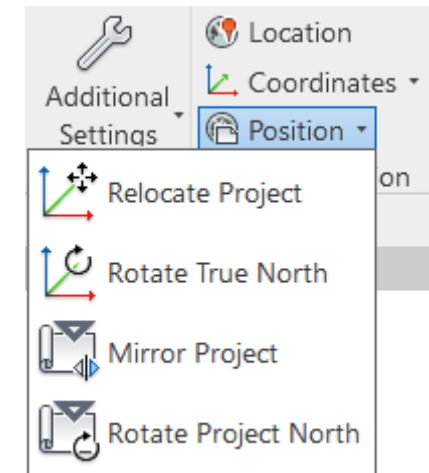 Additional
Settings
Location
Coordinates
Position
on
Relocate Project
Rotate True North
Mirror Project
Rotate Project North